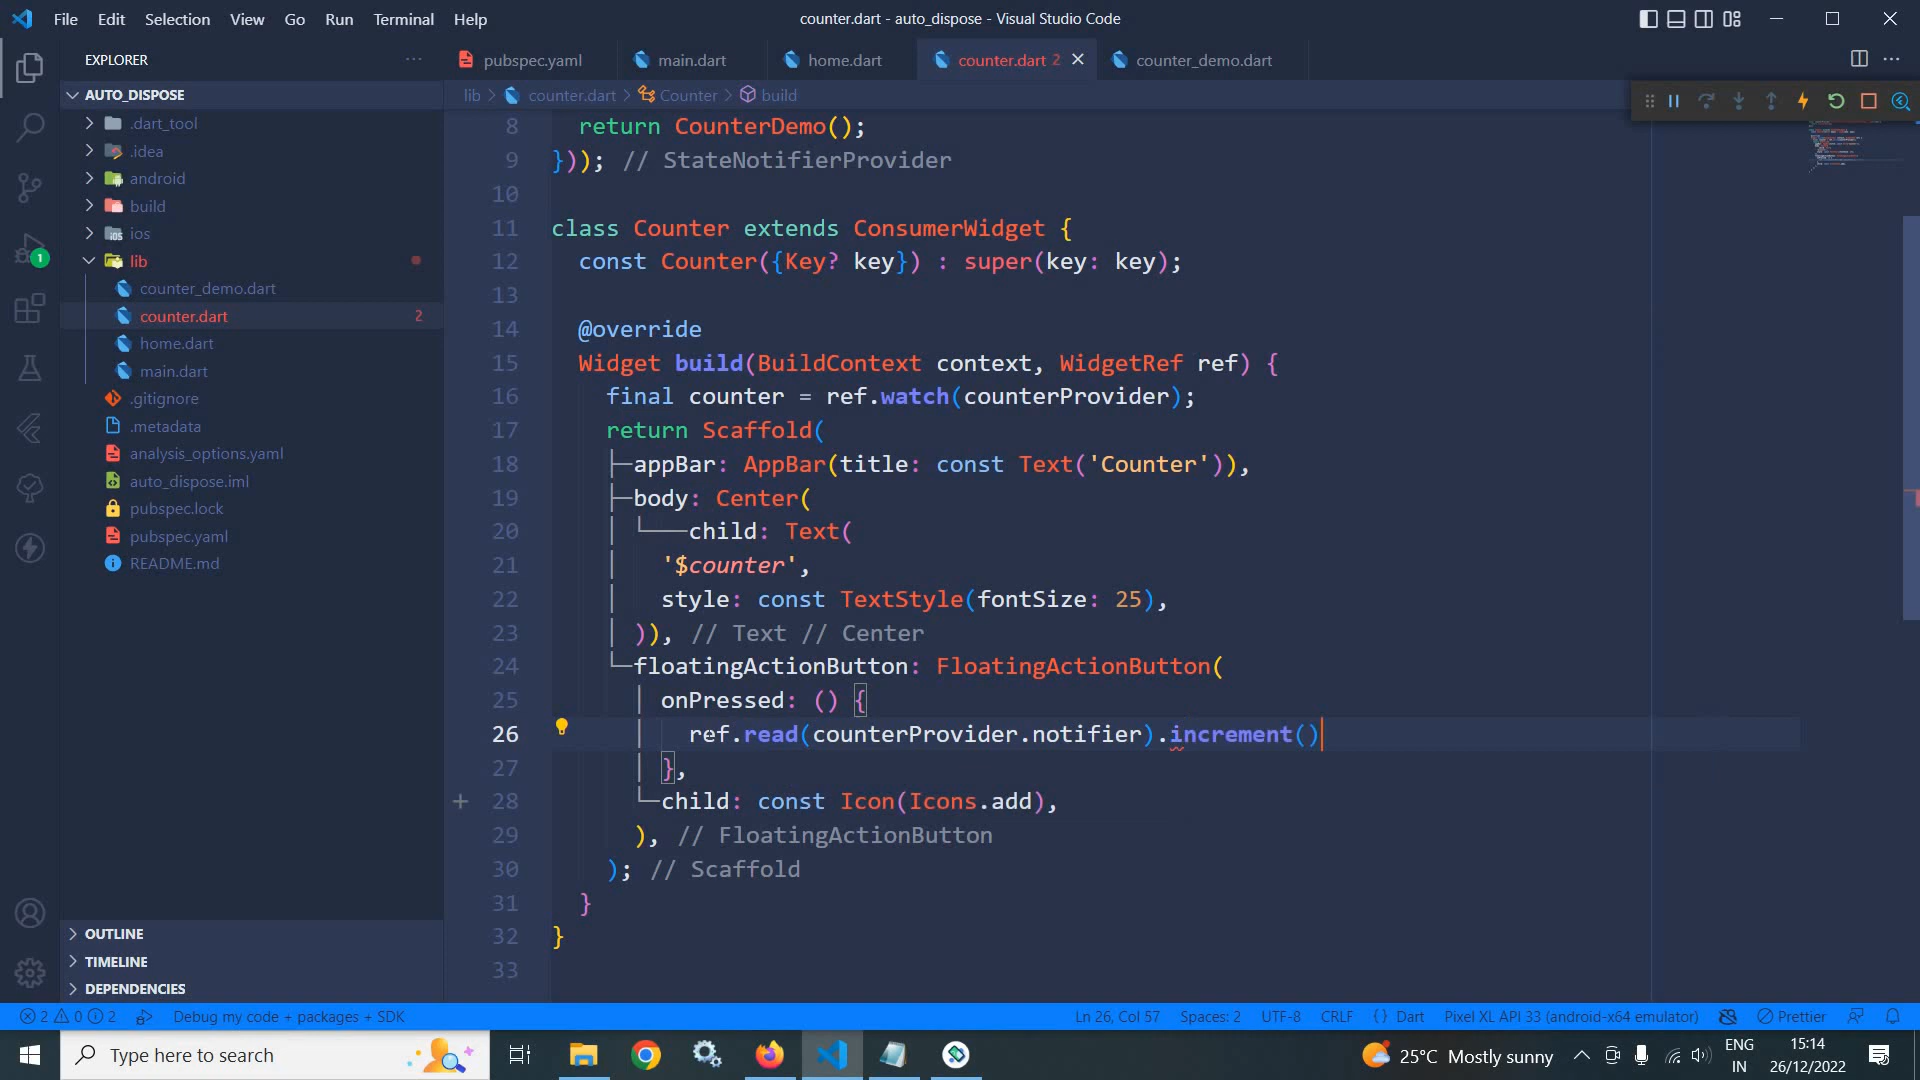 File Edit Selection View Go Run Terminal Help
counter.dart - auto_dispose - Visual Studio Code
EXPLORER
AUTO_DISPOSE
.dart_tool
.idea
android
build
ios
lib
counter_demo.dart
counter.dart 2
home.dart
main.dart
.gitignore
.metadata
analysis_options.yaml
auto_dispose.iml
pubspec.lock
pubspec.yaml
README.md
OUTLINE
TIMELINE
DEPENDENCIES
1
pubspec.yaml
main.dart
home.dart
counter.dart 2
counter_demo.dart
lib > counter.dart > Counter > build
8 return CounterDemo();
9 })); // StateNotifierProvider
10
11 class Counter extends ConsumerWidget {
12 const Counter({Key? key}) : super(key: key);
13
14 @override
15 Widget build(BuildContext context, WidgetRef ref) {
16 final counter = ref.watch(counterProvider);
17 return Scaffold(
18 appBar: AppBar(title: const Text('Counter')),
19 body: Center(
20 child: Text(
21 '$counter',
22 style: const TextStyle(fontSize: 25),
23 )), // Text // Center
24 floatingActionButton: FloatingActionButton(
25 onPressed: () {
26 ref.read(counterProvider.notifier).increment()
27 },
28 child: const Icon(Icons.add),
29 ), // FloatingActionButton
30 ); // Scaffold
31 }
32 }
33
2 0 2 Debug my code + packages + SDK
Ln 26, Col 57 Spaces: 2 UTF-8 CRLF {} Dart Pixel XL API 33 (android-x64 emulator) Prettier
Type here to search
25°C Mostly sunny
ENG
IN
15:14
26/12/2022